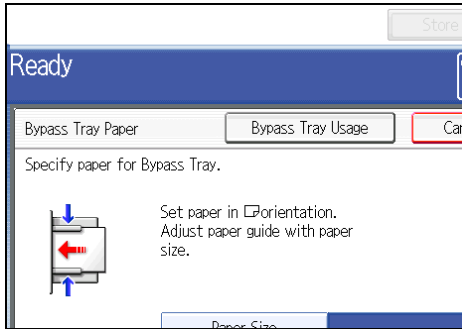 Store
Ready
Bypass Tray Paper
Bypass Tray Usage
Specify paper for Bypass Tray.
Set paper in orientation.
Adjust paper guide with paper
size.
Paper Size